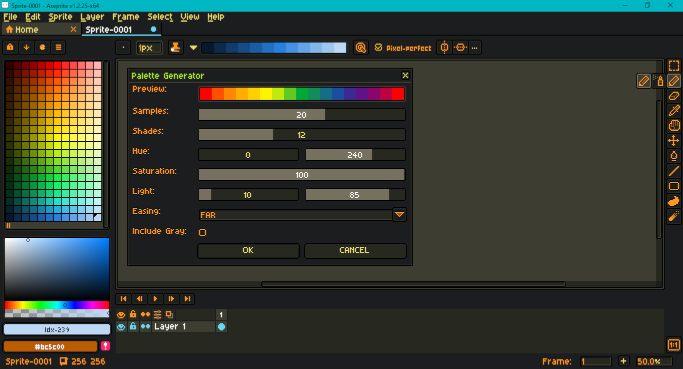 Sprite-0001 - Aseprite v1.2.25-x64
File Edit Sprite Layer Frame Select View Help
Home Sprite-0001
1px Pixel-perfect
Palette Generator
Preview:
Samples: 20
Shades: 12
Hue: 0 240
Saturation: 100
Light: 10 85
Easing: FAR
Include Gray:
OK CANCEL
1
Layer 1
Idx-239
#bc5c00
Sprite-0001 256 256 Frame: 1 + 50.0% 1:1